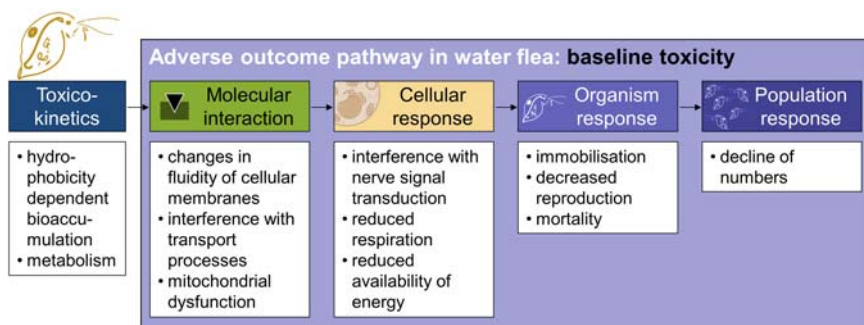 Adverse outcome pathway in water flea: baseline toxicity
Toxico-
kinetics
Molecular
interaction
Cellular
response
Organism
response
Population
response
• hydro-
phobicity
dependent
bioaccu-
mulation
• metabolism
• changes in
fluidity of cellular
membranes
• interference with
transport
processes
• mitochondrial
dysfunction
• interference with
nerve signal
transduction
• reduced
respiration
• reduced
availability of
energy
• immobilisation
• decreased
reproduction
• mortality
• decline of
numbers